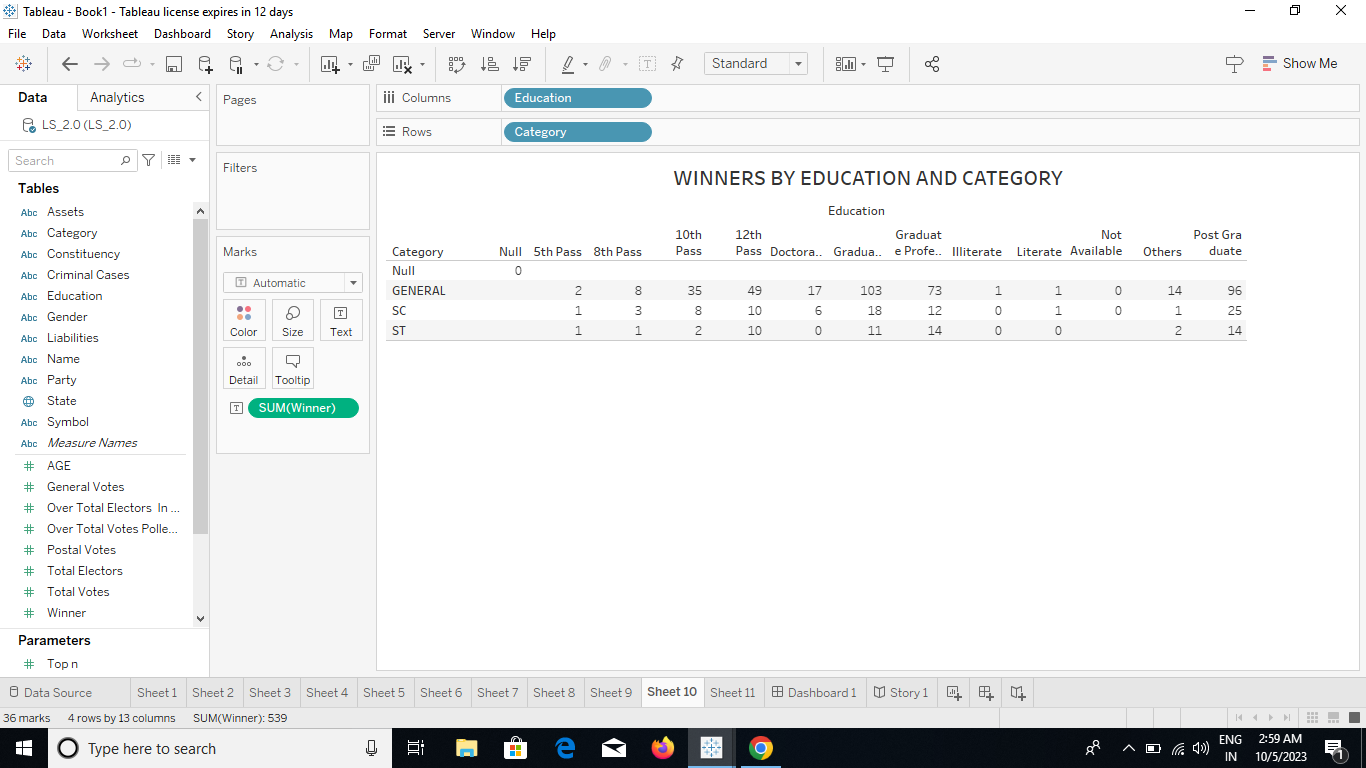 Tableau - Book1 - Tableau license expires in 12 days
File Data Worksheet Dashboard Story Analysis Map Format Server Window Help
Standard
Show Me
Data Analytics
LS_2.0 (LS_2.0)
Search
Tables
Abc Assets
Abc Category
Abc Constituency
Abc Criminal Cases
Abc Education
Abc Gender
Abc Liabilities
Abc Name
Abc Party
State
Abc Symbol
Abc Measure Names
# AGE
# General Votes
# Over Total Electors In ...
# Over Total Votes Polle...
# Postal Votes
# Total Electors
# Total Votes
# Winner
Parameters
# Top n
Pages
Filters
Marks
T Automatic
Color Size Text
Detail Tooltip
T SUM(Winner)
Columns Education
Rows Category
WINNERS BY EDUCATION AND CATEGORY
Education
Category Null 5th Pass 8th Pass 10th Pass 12th Pass Doctora.. Gradua.. Graduat e Profe.. Illiterate Literate Not Available Others Post Gra duate
Null 0
GENERAL 2 8 35 49 17 103 73 1 1 0 14 96
SC 1 3 8 10 6 18 12 0 1 0 1 25
ST 1 1 2 10 0 11 14 0 0 2 14
Data Source Sheet 1 Sheet 2 Sheet 3 Sheet 4 Sheet 5 Sheet 6 Sheet 7 Sheet 8 Sheet 9 Sheet 10 Sheet 11 Dashboard 1 Story 1
36 marks 4 rows by 13 columns SUM(Winner): 539
Type here to search
ENG
IN
2:59 AM
10/5/2023
1